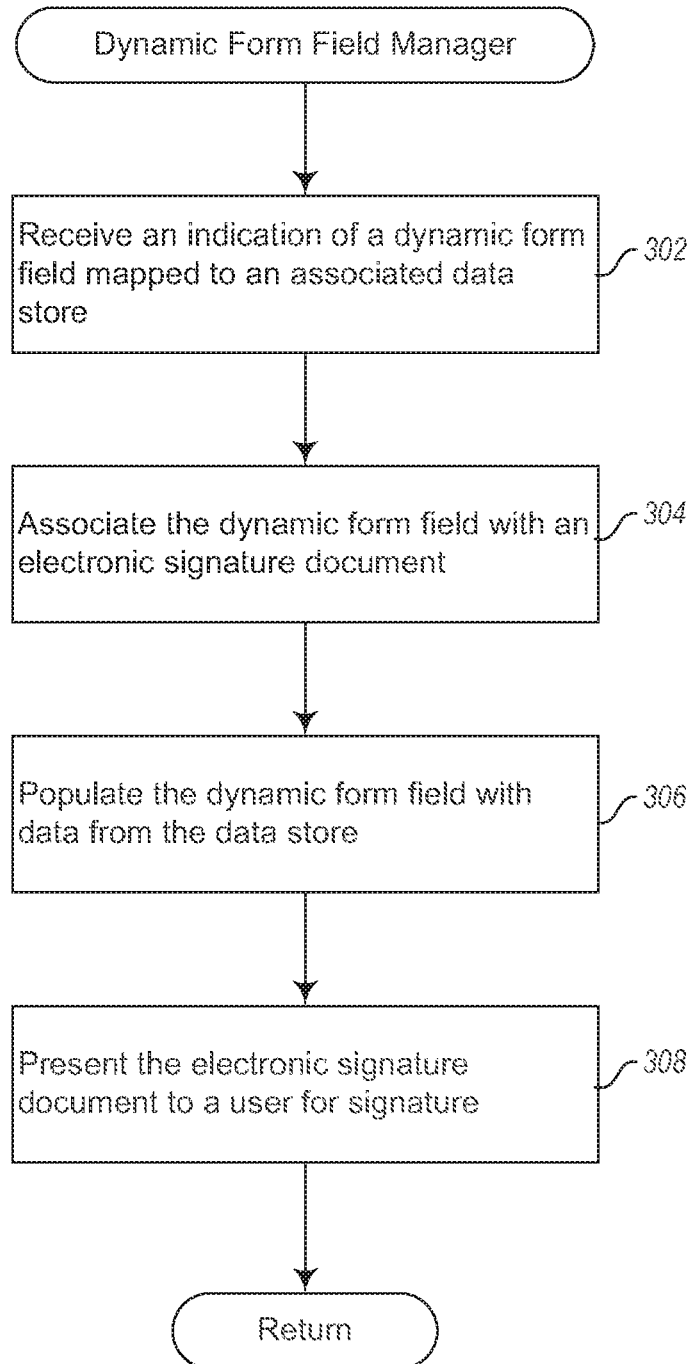 Dynamic Form Field Manager
Receive an indication of a dynamic form
field mapped to an associated data
store
302
Associate the dynamic form field with an
electronic signature document
304
Populate the dynamic form field with
data from the data store
306
Present the electronic signature
document to a user for signature
308
Return